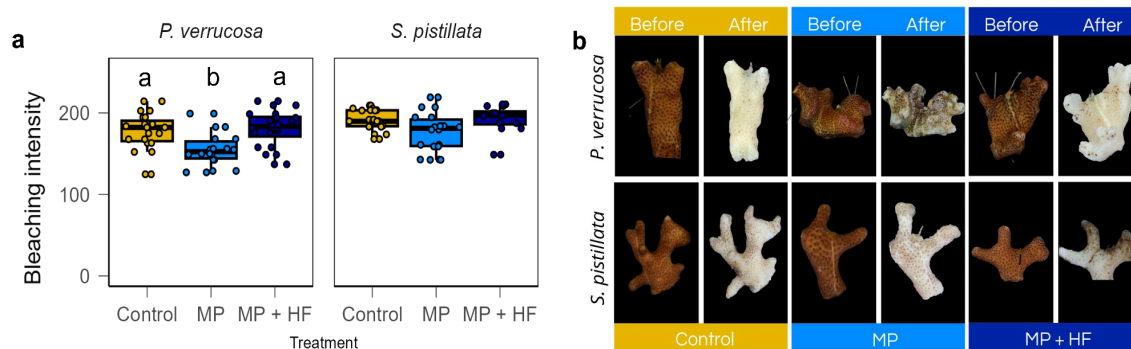 a
P. verrucosa
S. pistillata
a b a
Bleaching intensity
200
100
0
Control MP MP + HF
Control MP MP + HF
Treatment
b
Before After Before After Before After
P. verrucosa
S. pistillata
Control MP MP + HF